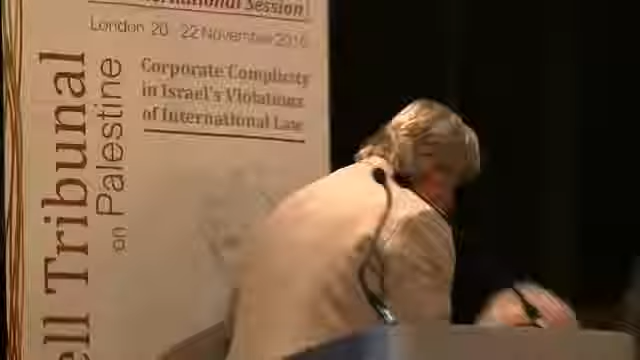 International Session
London 20 - 22 November 2010
Corporate Complicity
in Israel's Violations
of International Law
ell Tribunal
on Palestine